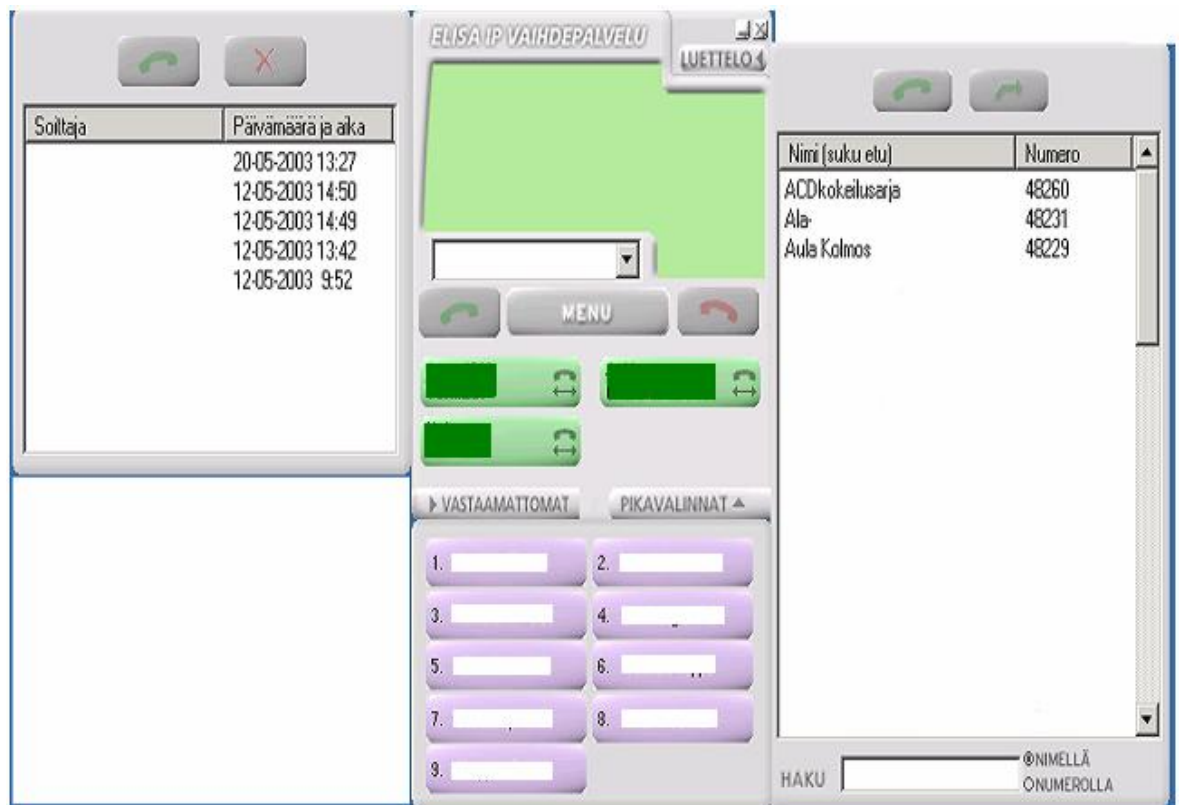 Soittaja Päivämäärä ja aika
20-05-2003 13:27
12-05-2003 14:50
12-05-2003 14:49
12-05-2003 13:42
12-05-2003 9:52
ELISA IP VAIHDEPALVELU
LUETTELO
MENU
VASTAAMATTOMAT PIKAVALINNAT
1. 2.
3. 4.
5. 6.
7. 8.
9.
Nimi (suku etu) Numero
ACDkokeilusarja 48260
Ala- 48231
Aula Kolmos 48229
HAKU
NIMELLÄ
NUMEROLLA